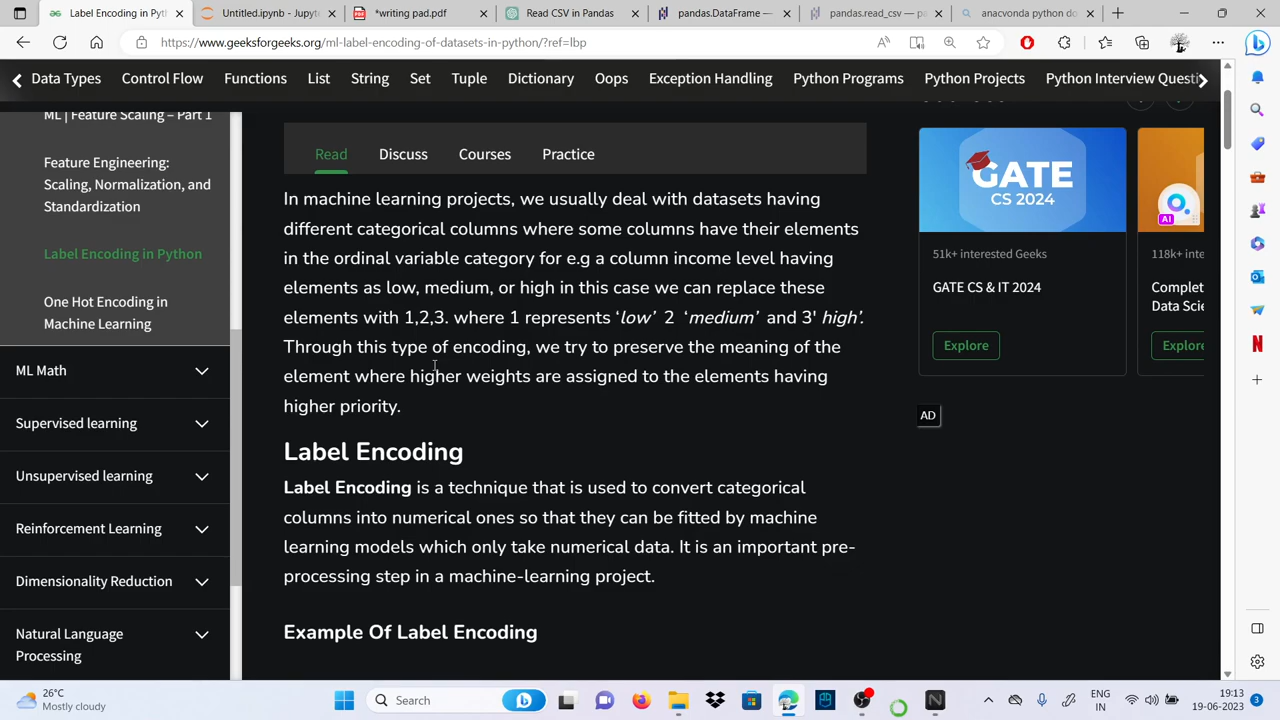 Label Encoding in Python
Untitled.ipynb - Jupyter
*writing pad.pdf
Read CSV in Pandas
pandas.DataFrame —
pandas.read_csv — pandas
anacvonda python do
https://www.geeksforgeeks.org/ml-label-encoding-of-datasets-in-python/?ref=lbp
Data Types
Control Flow
Functions
List
String
Set
Tuple
Dictionary
Oops
Exception Handling
Python Programs
Python Projects
Python Interview Questi
ML | Feature Scaling – Part 1
Feature Engineering:
Scaling, Normalization, and
Standardization
Label Encoding in Python
One Hot Encoding in
Machine Learning
ML Math
Supervised learning
Unsupervised learning
Reinforcement Learning
Dimensionality Reduction
Natural Language
Processing
Read
Discuss
Courses
Practice
In machine learning projects, we usually deal with datasets having
different categorical columns where some columns have their elements
in the ordinal variable category for e.g a column income level having
elements as low, medium, or high in this case we can replace these
elements with 1,2,3. where 1 represents ‘low’ 2 ‘medium’ and 3' high’.
Through this type of encoding, we try to preserve the meaning of the
element where higher weights are assigned to the elements having
higher priority.
Label Encoding
Label Encoding is a technique that is used to convert categorical
columns into numerical ones so that they can be fitted by machine
learning models which only take numerical data. It is an important pre-
processing step in a machine-learning project.
Example Of Label Encoding
GATE
CS 2024
51k+ interested Geeks
GATE CS & IT 2024
Explore
AI
118k+ inte
Complet
Data Scie
Explore
AD
26°C
Mostly cloudy
Search
ENG
IN
19:13
19-06-2023
3